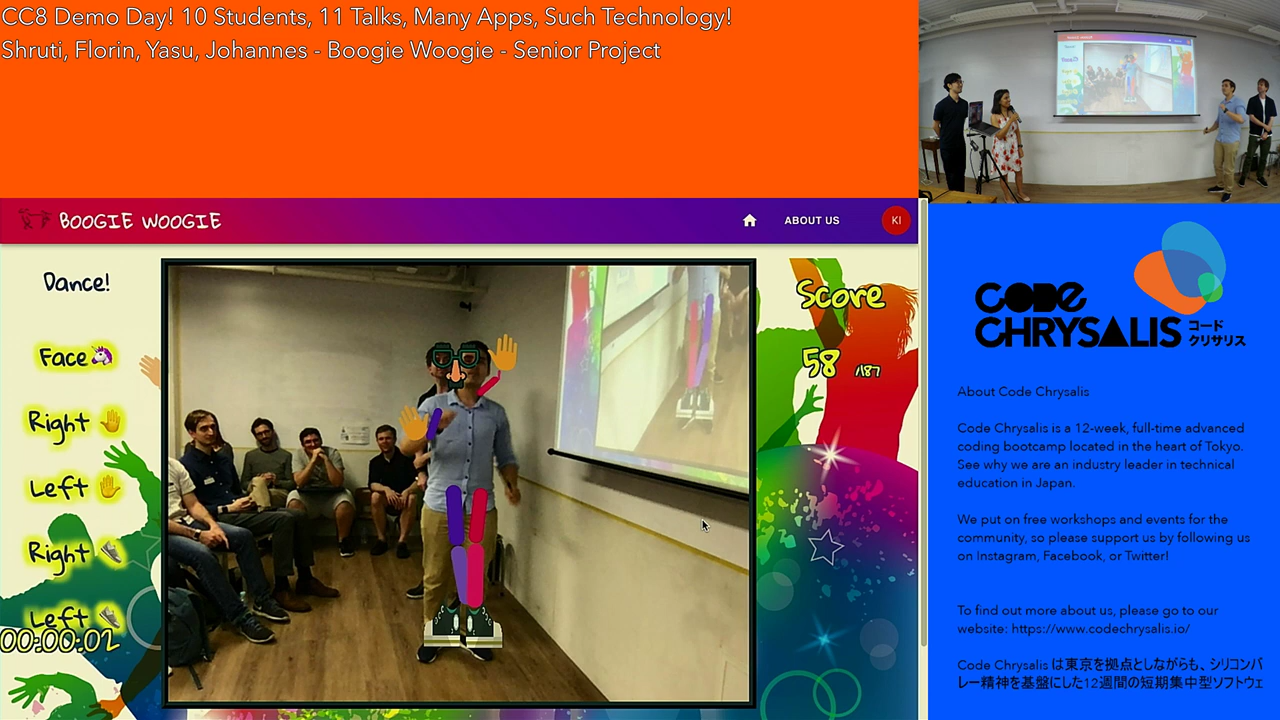 CC8 Demo Day! 10 Students, 11 Talks, Many Apps, Such Technology!
Shruti, Florin, Yasu, Johannes - Boogie Woogie - Senior Project
BOOGIE WOOGIE
ABOUT US
KI
Dance!
Face🦄
Right 🤚
Left 🤚
Right 👟
Left 👟
00:00:02
Score
58 /187
CODE
CHRYSALIS コード
クリサリス
About Code Chrysalis
Code Chrysalis is a 12-week, full-time advanced
coding bootcamp located in the heart of Tokyo.
See why we are an industry leader in technical
education in Japan.
We put on free workshops and events for the
community, so please support us by following us
on Instagram, Facebook, or Twitter!
To find out more about us, please go to our
website: https://www.codechrysalis.io/
Code Chrysalis は東京を拠点としながらも、シリコンバ
レー精神を基盤にした12週間の短期集中型ソフトウェ